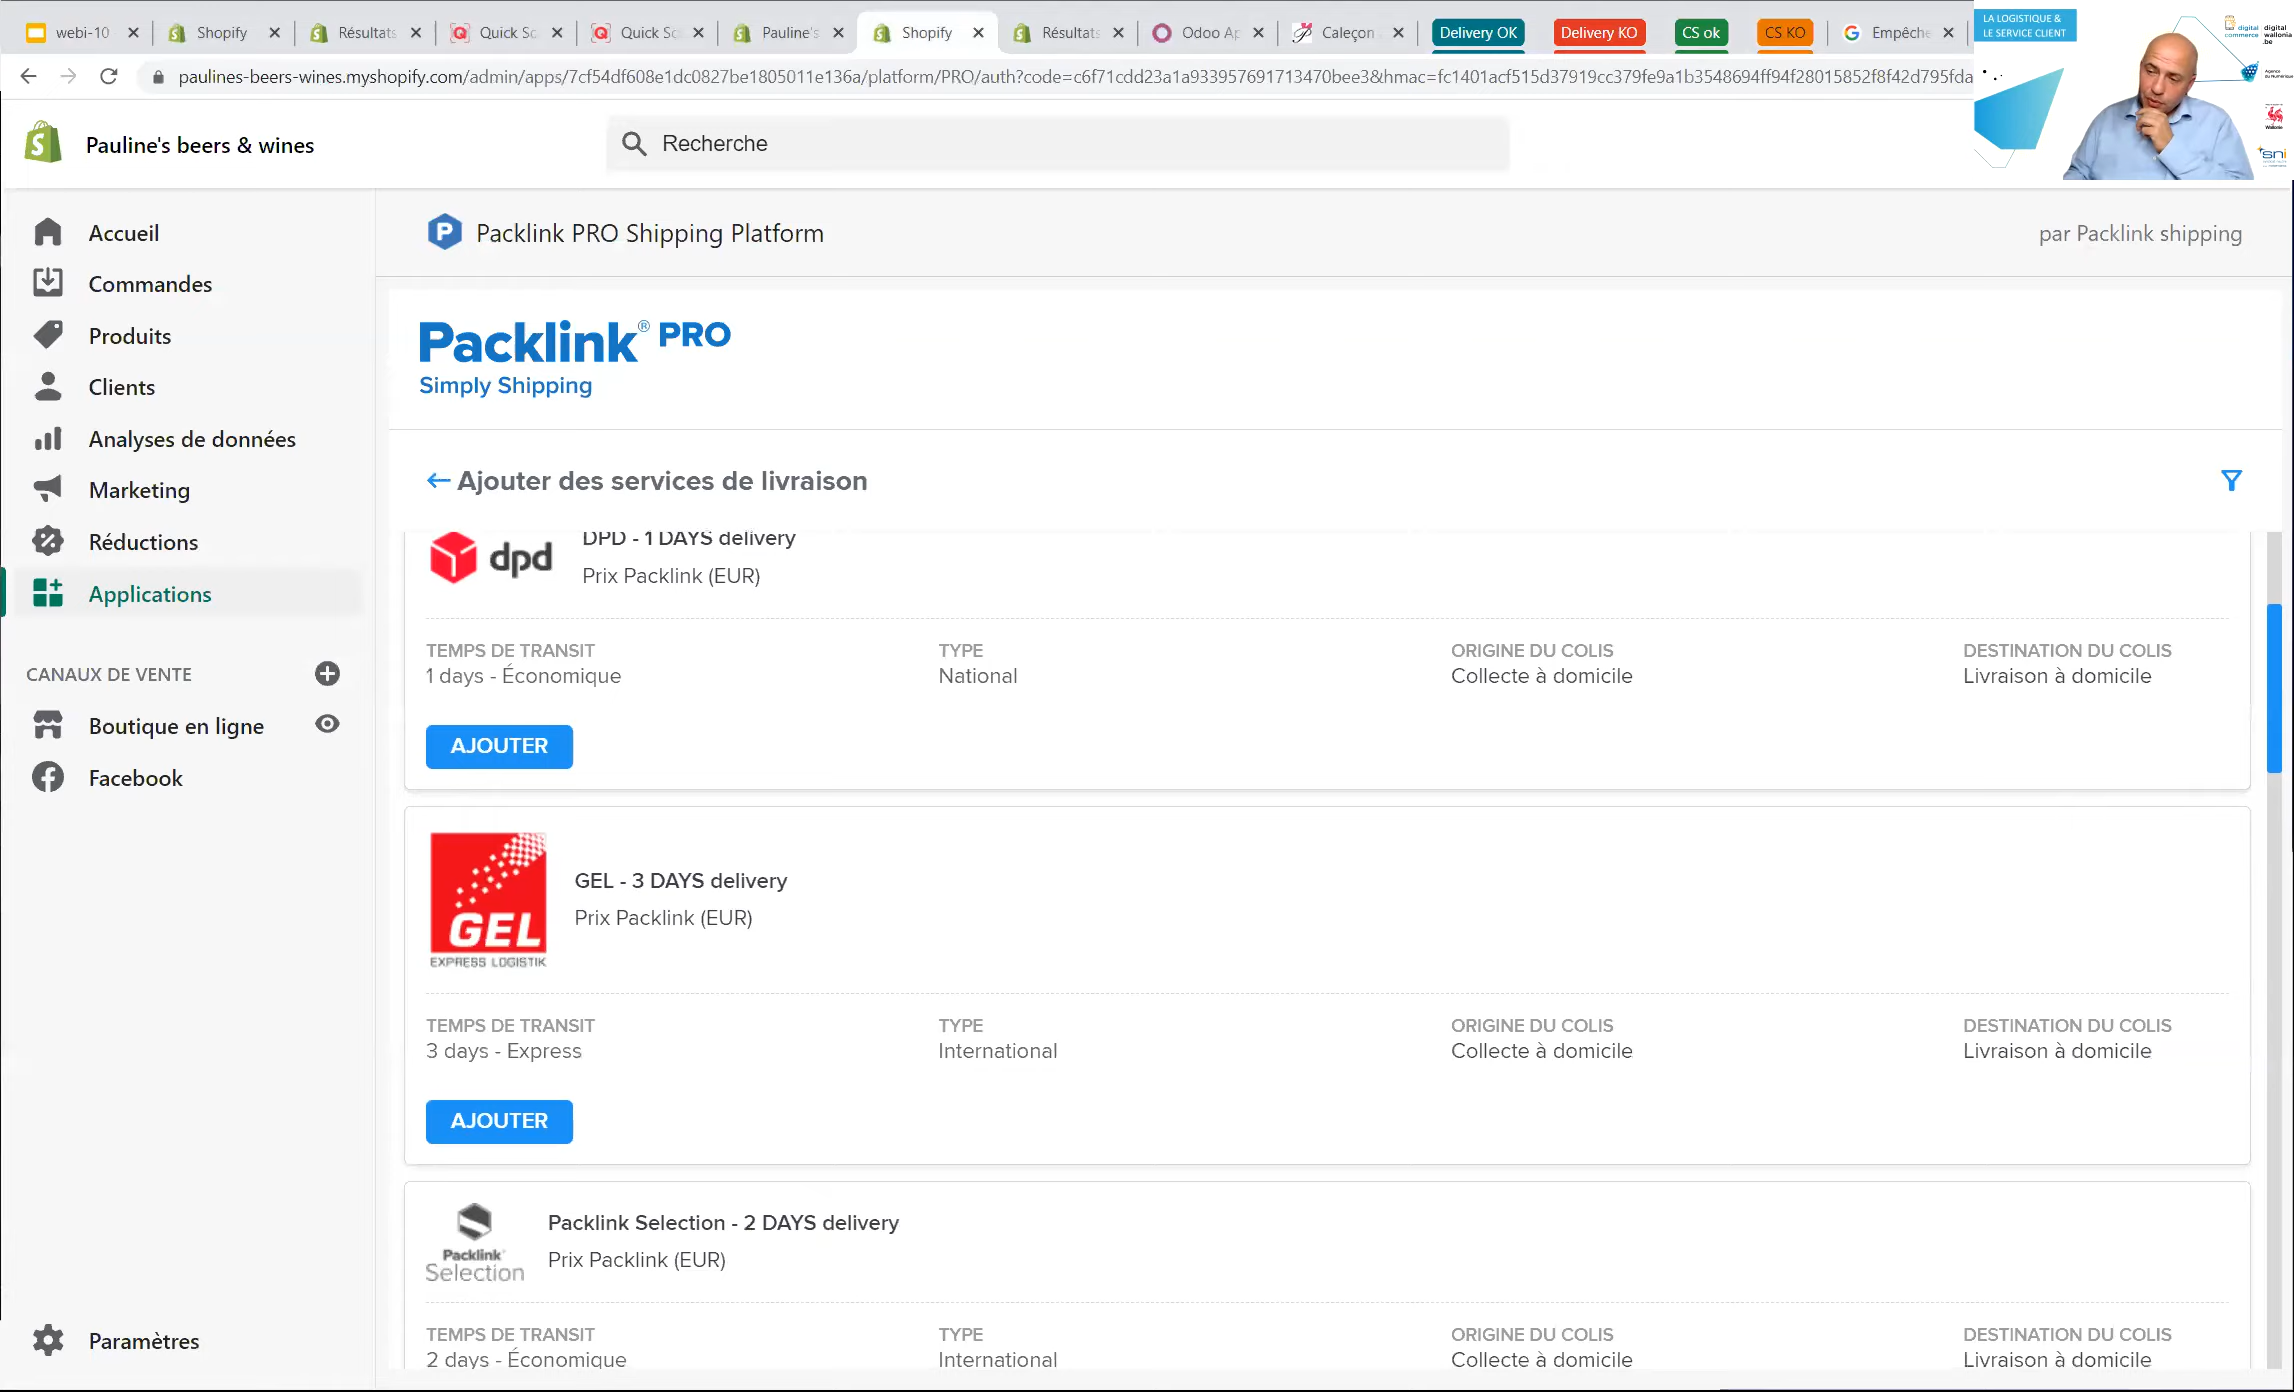 webi-10
Shopify
Résultats
Quick Sc
Quick Sc
Pauline's
Shopify
Résultats
Odoo Ap
Caleçon
Delivery OK
Delivery KO
CS ok
CS KO
Empêche
LA LOGISTIQUE &
LE SERVICE CLIENT
digital
commerce
digital
wallonia
.be
paulines-beers-wines.myshopify.com/admin/apps/7cf54df608e1dc0827be1805011e136a/platform/PRO/auth?code=c6f71cdd23a1a933957691713470bee3&hmac=fc1401acf515d37919cc379fe9a1b3548694ff94f28015852f8f42d795fda
sni
Pauline's beers & wines
Recherche
Accueil
Commandes
Produits
Clients
Analyses de données
Marketing
Réductions
Applications
CANAUX DE VENTE
Boutique en ligne
Facebook
Paramètres
Packlink PRO Shipping Platform
par Packlink shipping
Packlink® PRO
Simply Shipping
Ajouter des services de livraison
dpd
DPD - 1 DAYS delivery
Prix Packlink (EUR)
TEMPS DE TRANSIT
1 days - Économique
TYPE
National
ORIGINE DU COLIS
Collecte à domicile
DESTINATION DU COLIS
Livraison à domicile
AJOUTER
GEL
EXPRESS LOGISTIK
GEL - 3 DAYS delivery
Prix Packlink (EUR)
TEMPS DE TRANSIT
3 days - Express
TYPE
International
ORIGINE DU COLIS
Collecte à domicile
DESTINATION DU COLIS
Livraison à domicile
AJOUTER
Packlink
Selection
Packlink Selection - 2 DAYS delivery
Prix Packlink (EUR)
TEMPS DE TRANSIT
2 days - Économique
TYPE
International
ORIGINE DU COLIS
Collecte à domicile
DESTINATION DU COLIS
Livraison à domicile